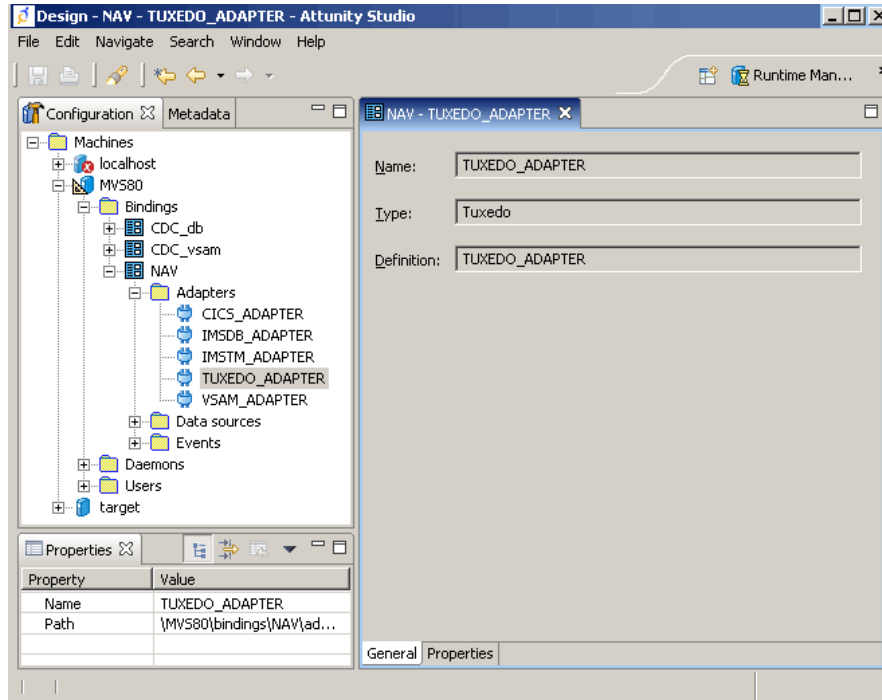 Design - NAV - TUXEDO_ADAPTER - Attunity Studio
File Edit Navigate Search Window Help
Runtime Man...
Configuration Metadata
Machines
localhost
MVS80
Bindings
CDC_db
CDC_vsam
NAV
Adapters
CICS_ADAPTER
IMSDB_ADAPTER
IMSTM_ADAPTER
TUXEDO_ADAPTER
VSAM_ADAPTER
Data sources
Events
Daemons
Users
target
Properties
Property Value
Name TUXEDO_ADAPTER
Path \MVS80\bindings\NAV\ad...
NAV - TUXEDO_ADAPTER
Name: TUXEDO_ADAPTER
Type: Tuxedo
Definition: TUXEDO_ADAPTER
General Properties